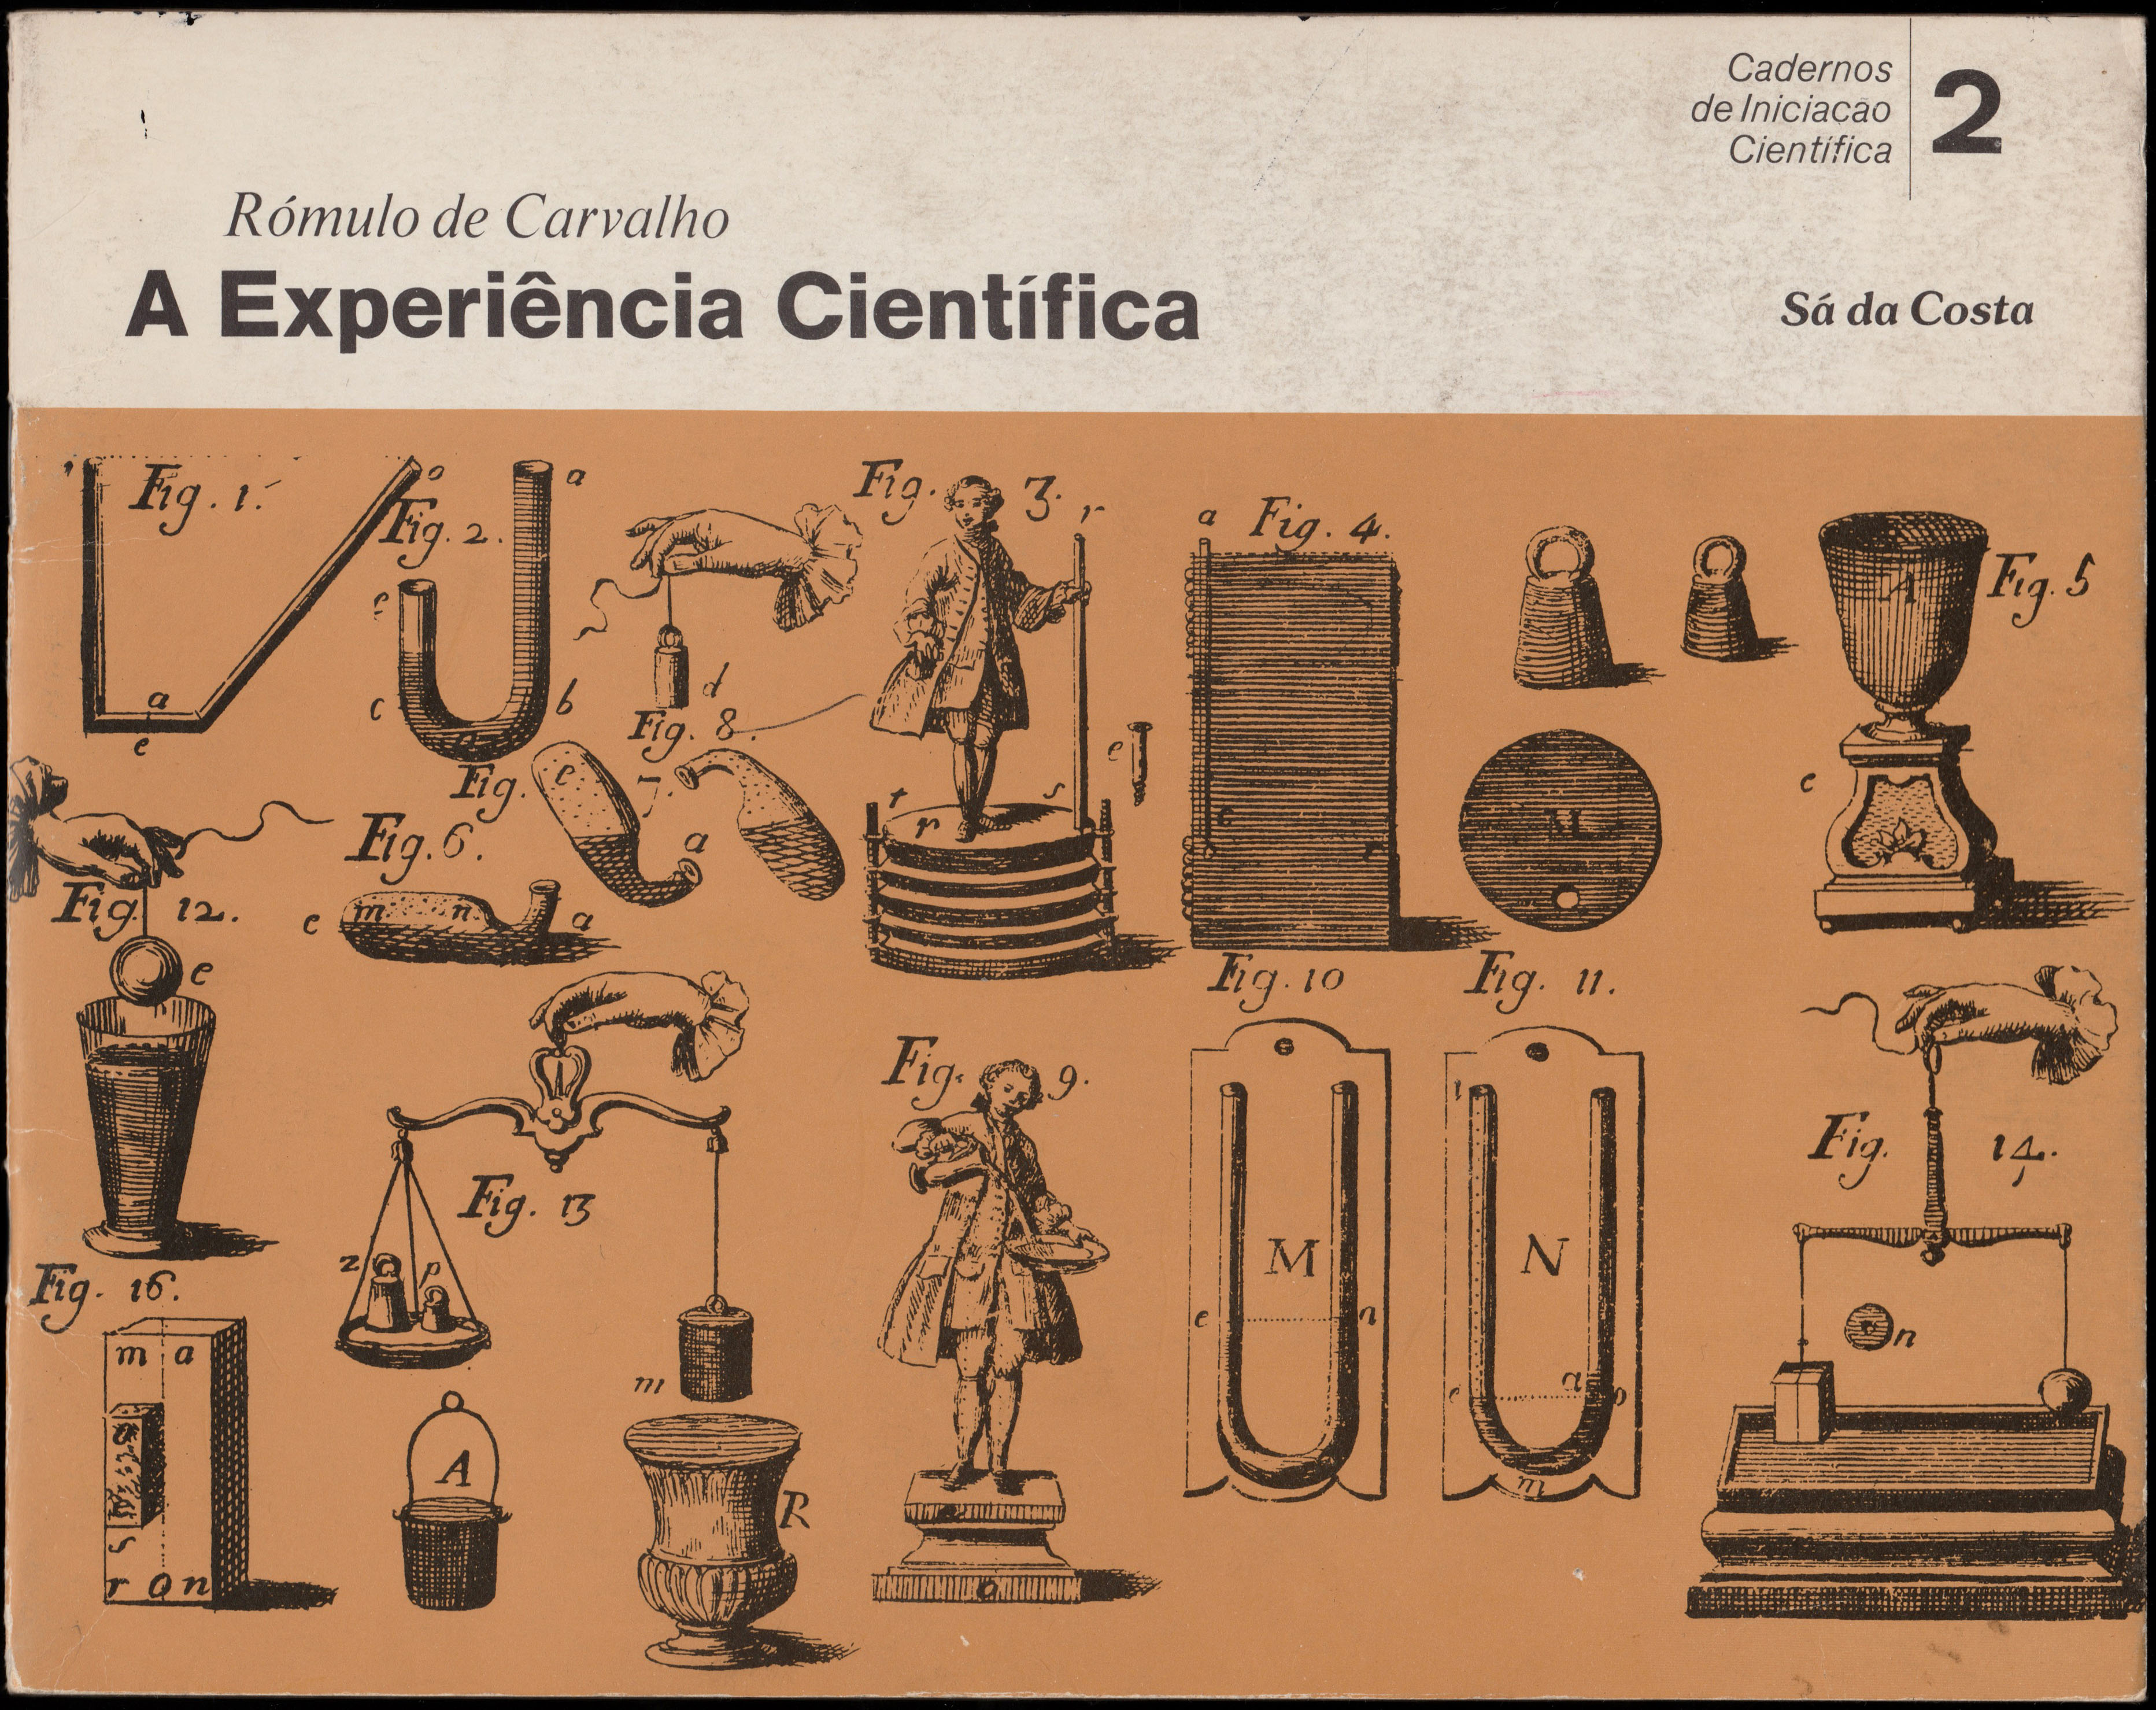 Cadernos
de Iniciação
Científica
2
Rómulo de Carvalho
A Experiência Científica
Sá da Costa
Fig. 1.
o
a
e
Fig. 2.
a
e
c
b
d
Fig. 8.
Fig. 3.
r
t
s
r
e
Fig. 4.
a
c
M
A
Fig. 5
c
Fig. 7.
e
a
Fig. 6.
e
m
n
a
Fig. 12.
e
Fig. 13
z
p
m
A
R
Fig. 9.
Fig. 10
M
e
n
Fig. 11.
N
a
m
Fig. 14.
n
Fig. 16.
m a
r o n